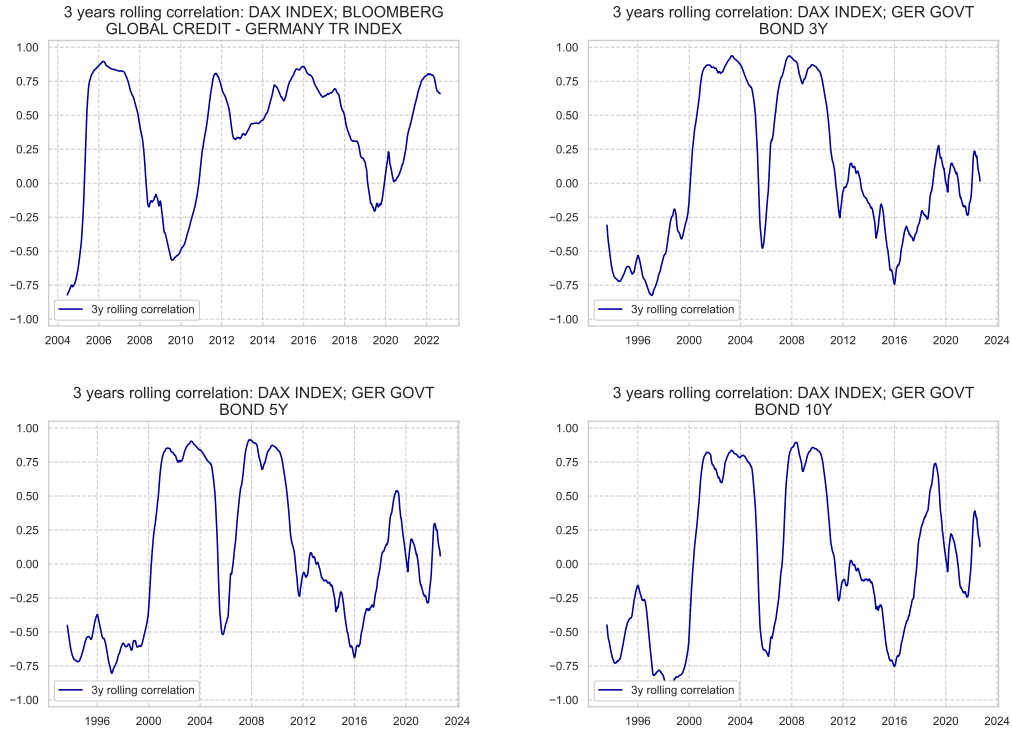 3 years rolling correlation: DAX INDEX; BLOOMBERG
GLOBAL CREDIT - GERMANY TR INDEX
1.00
0.75
0.50
0.25
0.00
−0.25
−0.50
−0.75
−1.00
3y rolling correlation
2004 2006 2008 2010 2012 2014 2016 2018 2020 2022
3 years rolling correlation: DAX INDEX; GER GOVT
BOND 3Y
1.00
0.75
0.50
0.25
0.00
−0.25
−0.50
−0.75
−1.00
3y rolling correlation
1996 2000 2004 2008 2012 2016 2020 2024
3 years rolling correlation: DAX INDEX; GER GOVT
BOND 5Y
1.00
0.75
0.50
0.25
0.00
−0.25
−0.50
−0.75
−1.00
3y rolling correlation
1996 2000 2004 2008 2012 2016 2020 2024
3 years rolling correlation: DAX INDEX; GER GOVT
BOND 10Y
1.00
0.75
0.50
0.25
0.00
−0.25
−0.50
−0.75
−1.00
3y rolling correlation
1996 2000 2004 2008 2012 2016 2020 2024